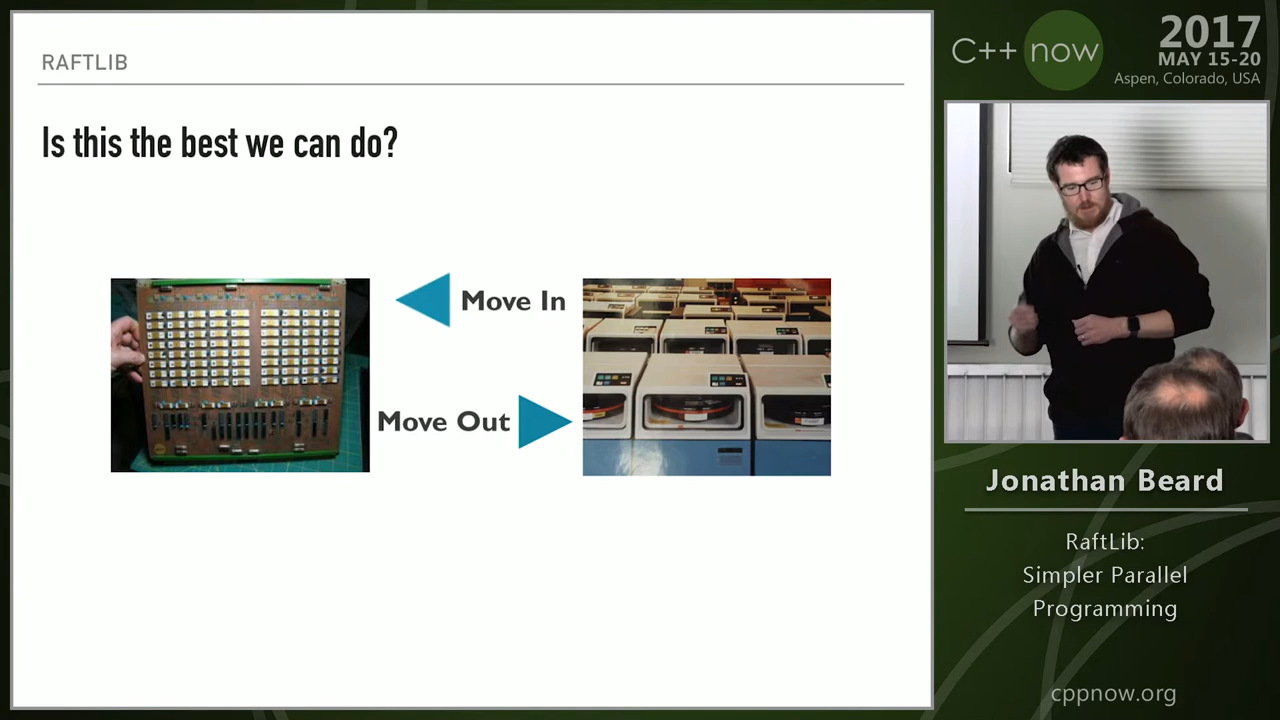 RAFTLIB
Is this the best we can do?
Move In
Move Out
C++ now
2017
MAY 15-20
Aspen, Colorado, USA
Jonathan Beard
RaftLib:
Simpler Parallel
Programming
cppnow.org